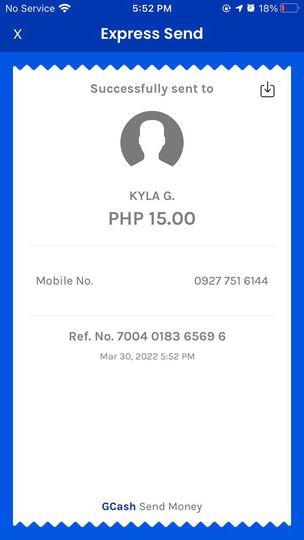 No Service 5:52 PM 18%
X Express Send
Successfully sent to
KYLA G.
PHP 15.00
Mobile No. 0927 751 6144
Ref. No. 7004 0183 6569 6
Mar 30, 2022 5:52 PM
GCash Send Money